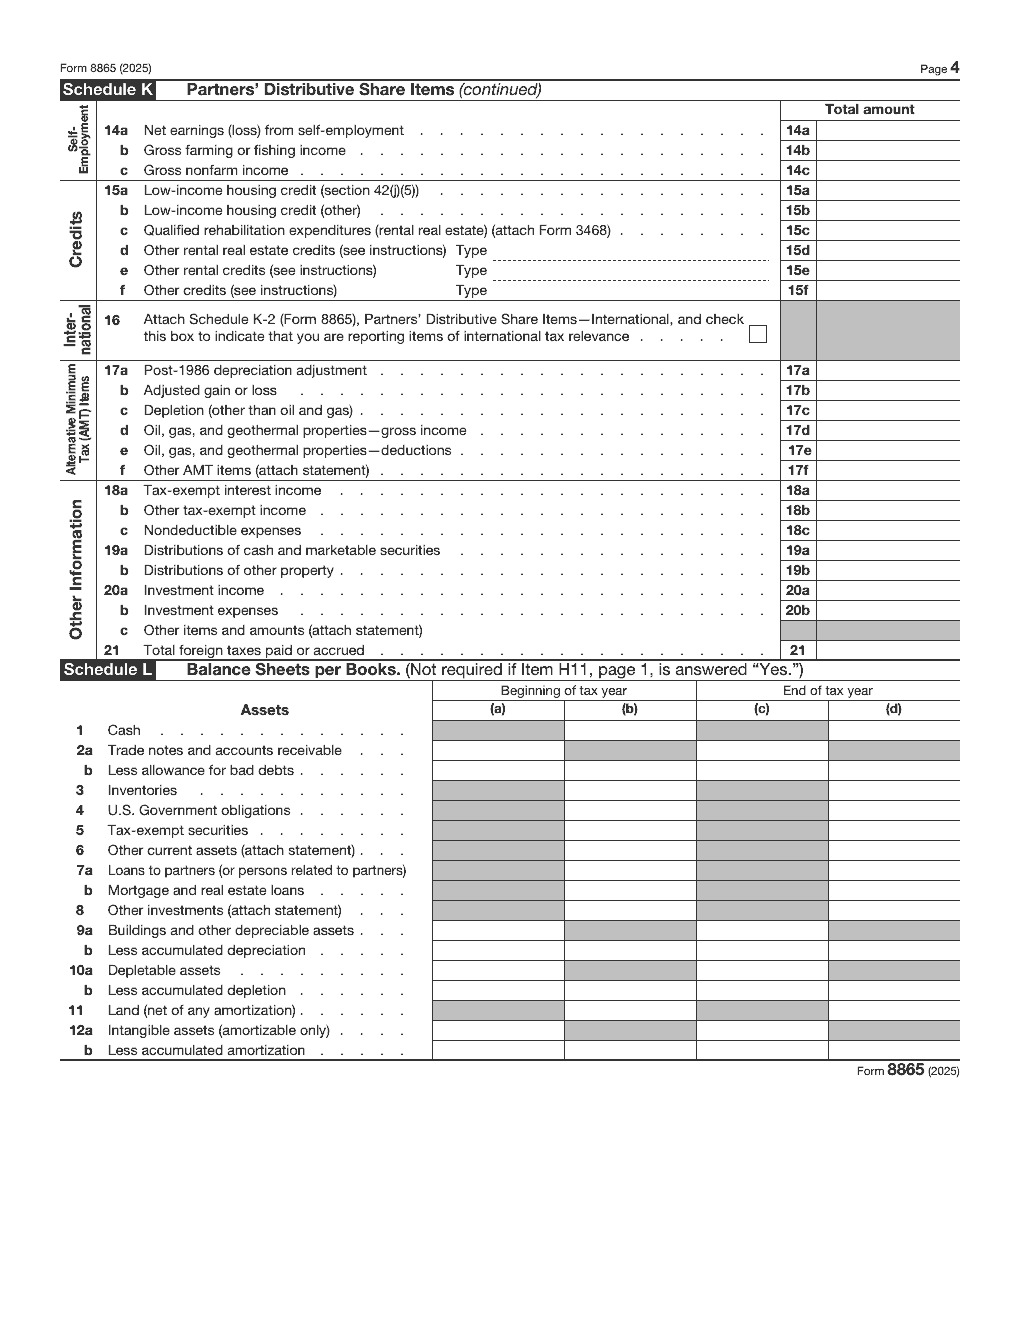 Form 8865 (2025) Page 4
Schedule K Partners’ Distributive Share Items (continued)
Total amount
Self-
Employment
14a Net earnings (loss) from self-employment . . . . . . . . . . . . . . . . . . 14a
b Gross farming or fishing income . . . . . . . . . . . . . . . . . . . . . 14b
c Gross nonfarm income . . . . . . . . . . . . . . . . . . . . . . . . 14c
Credits
15a Low-income housing credit (section 42(j)(5)) . . . . . . . . . . . . . . . . . 15a
b Low-income housing credit (other) . . . . . . . . . . . . . . . . . . . . 15b
c Qualified rehabilitation expenditures (rental real estate) (attach Form 3468) . . . . . . . . 15c
d Other rental real estate credits (see instructions) Type 15d
e Other rental credits (see instructions) Type 15e
f Other credits (see instructions) Type 15f
Inter-
national
16 Attach Schedule K-2 (Form 8865), Partners’ Distributive Share Items—International, and check
this box to indicate that you are reporting items of international tax relevance . . . . .
Alternative Minimum
Tax (AMT) Items
17a Post-1986 depreciation adjustment . . . . . . . . . . . . . . . . . . . . 17a
b Adjusted gain or loss . . . . . . . . . . . . . . . . . . . . . . . . 17b
c Depletion (other than oil and gas) . . . . . . . . . . . . . . . . . . . . . 17c
d Oil, gas, and geothermal properties—gross income . . . . . . . . . . . . . . . 17d
e Oil, gas, and geothermal properties—deductions . . . . . . . . . . . . . . . . 17e
f Other AMT items (attach statement) . . . . . . . . . . . . . . . . . . . . 17f
Other Information
18a Tax-exempt interest income . . . . . . . . . . . . . . . . . . . . . . 18a
b Other tax-exempt income . . . . . . . . . . . . . . . . . . . . . . . 18b
c Nondeductible expenses . . . . . . . . . . . . . . . . . . . . . . . 18c
19a Distributions of cash and marketable securities . . . . . . . . . . . . . . . . 19a
b Distributions of other property . . . . . . . . . . . . . . . . . . . . . . 19b
20a Investment income . . . . . . . . . . . . . . . . . . . . . . . . . 20a
b Investment expenses . . . . . . . . . . . . . . . . . . . . . . . . 20b
c Other items and amounts (attach statement)
21 Total foreign taxes paid or accrued . . . . . . . . . . . . . . . . . . . . 21
Schedule L Balance Sheets per Books. (Not required if Item H11, page 1, is answered “Yes.”)
Beginning of tax year End of tax year
Assets (a) (b) (c) (d)
1 Cash . . . . . . . . . . . . .
2a Trade notes and accounts receivable . . .
b Less allowance for bad debts . . . . . .
3 Inventories . . . . . . . . . . .
4 U.S. Government obligations . . . . . .
5 Tax-exempt securities . . . . . . . .
6 Other current assets (attach statement) . . .
7a Loans to partners (or persons related to partners)
b Mortgage and real estate loans . . . . .
8 Other investments (attach statement) . . .
9a Buildings and other depreciable assets . . .
b Less accumulated depreciation . . . . .
10a Depletable assets . . . . . . . . .
b Less accumulated depletion . . . . . .
11 Land (net of any amortization) . . . . . .
12a Intangible assets (amortizable only) . . . .
b Less accumulated amortization . . . . .
Form 8865 (2025)